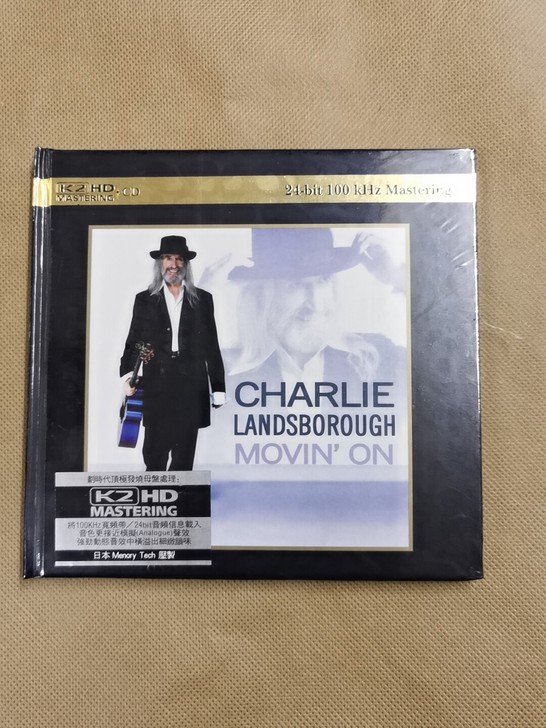 K2 HD
MASTERING + CD
24-bit 100 kHz Mastering
CHARLIE
LANDSBOROUGH
MOVIN' ON
劃時代頂極發燒母盤處理:
K2 HD
MASTERING
將100KHz寬頻帶/24bit音頻信息載入
音色更接近模擬(Analogue)聲效
強勁動態音效中橫溢出細緻韻味
日本 Menory Tech 壓製